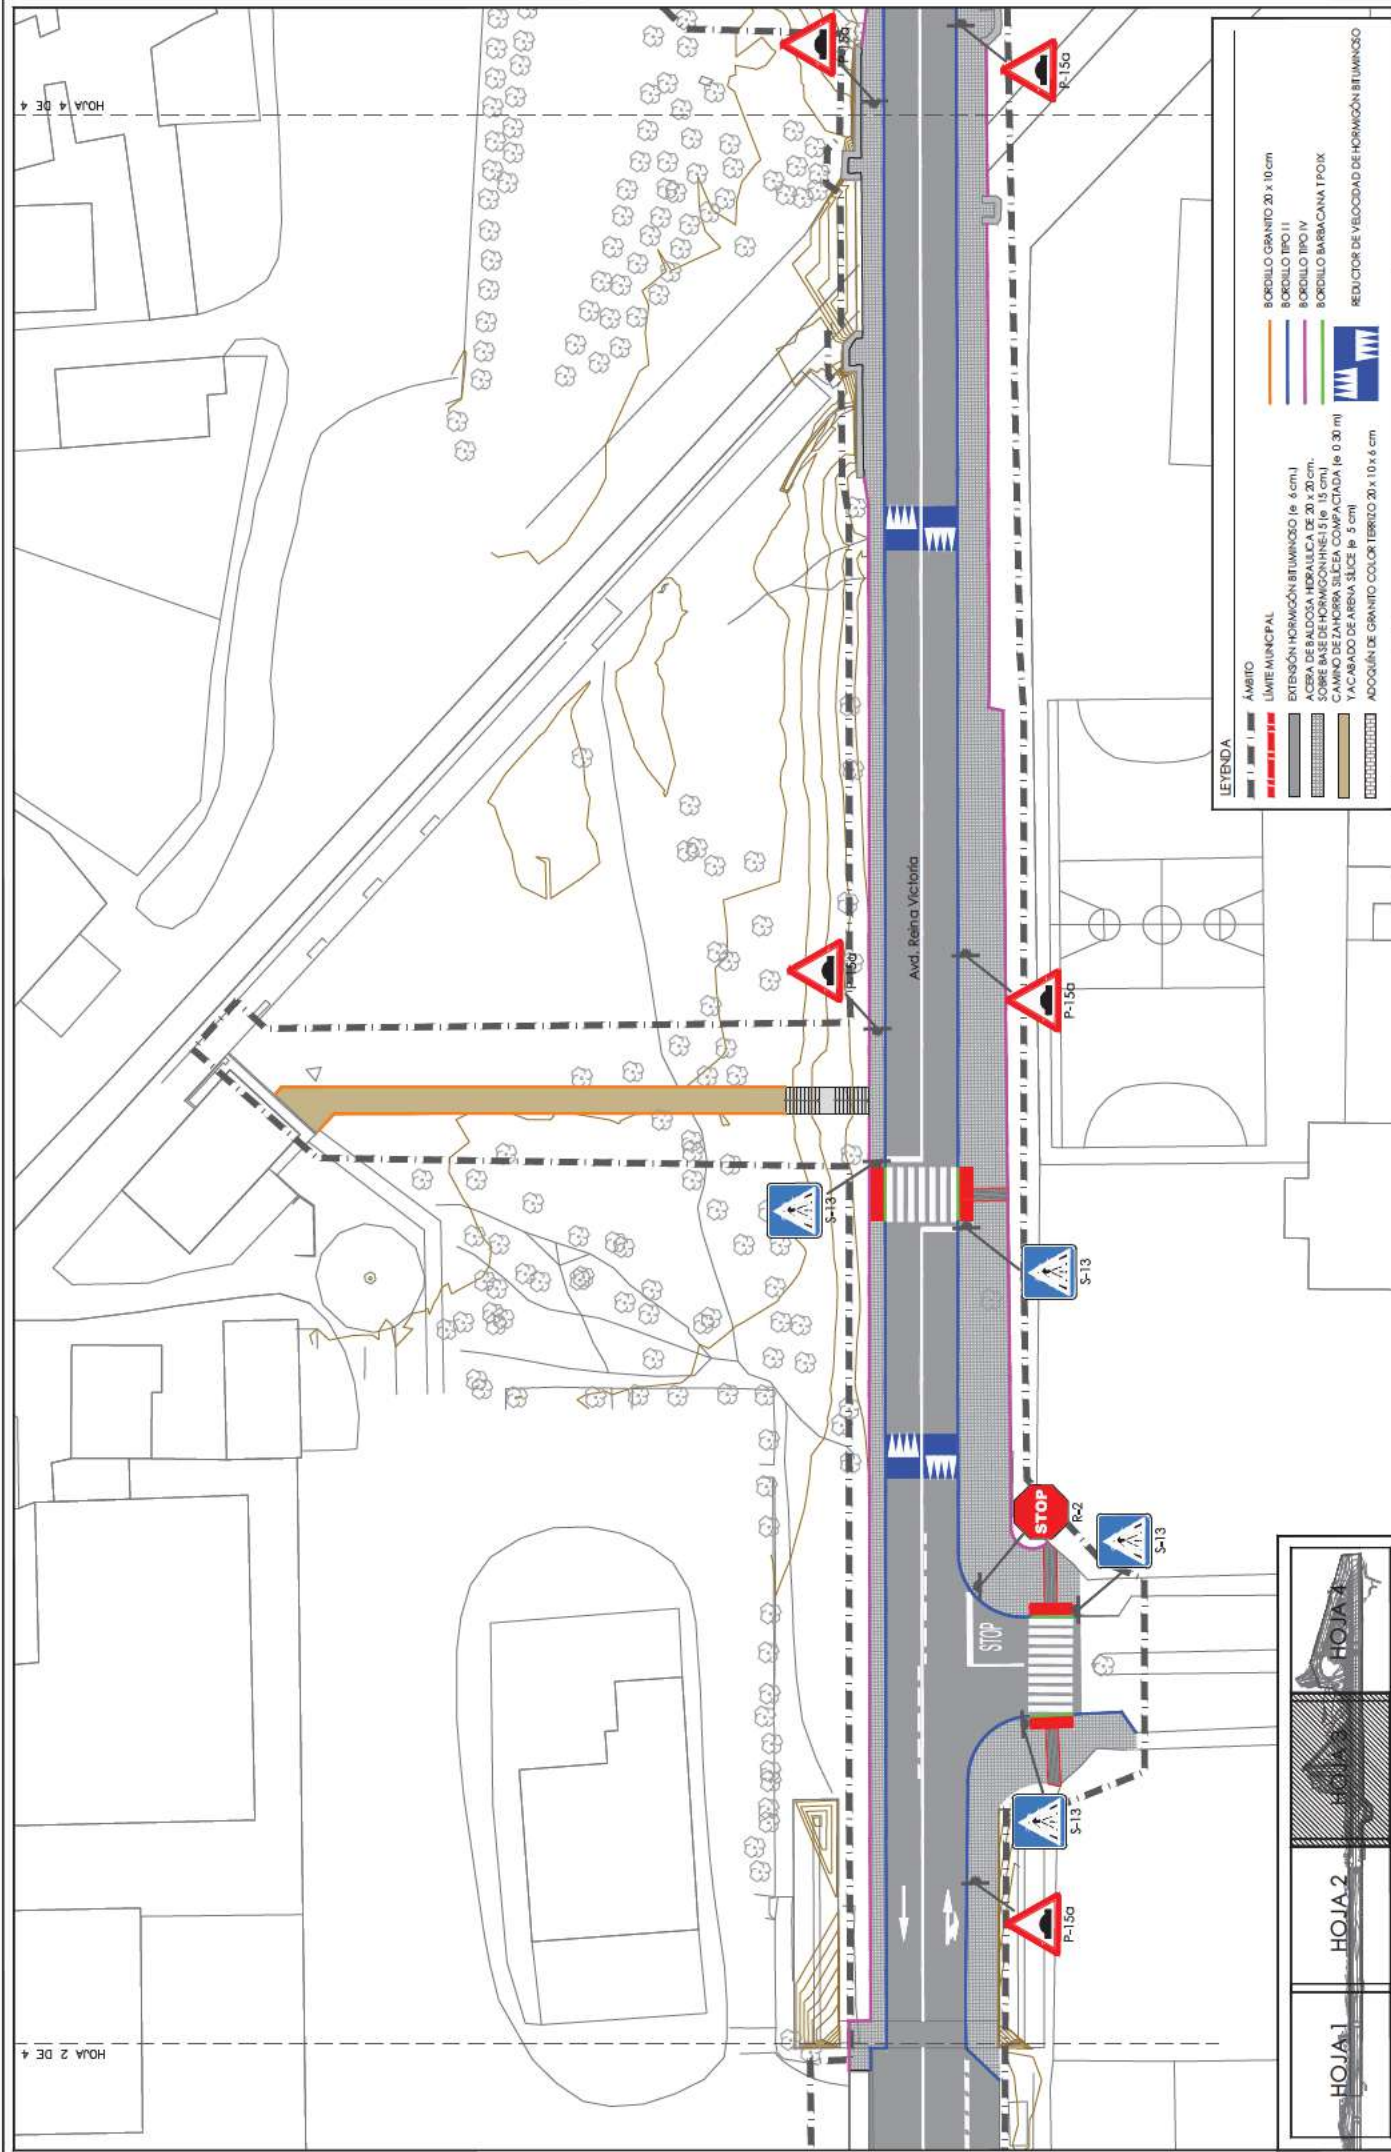 HOJA 2 DE 4
HOJA 4 DE 4
P-15a
P-15a
S-13
P-15a
Avd. Reina Victoria
STOP
P-15a
S-13
S-13
STOP
R-2
S-13
P-15a
P-15a
LEYENDA
ÁMBITO
LÍMITE MUNICIPAL
EXTENSIÓN HORMIGÓN BITUMINOSO (e 6 cm.)
ACERA DE BALDOSA HIDRAULICA DE 20 x 20 cm.
SOBRE BASE DE HORMIGON HNE-15 (e 15 cm.)
CAMINO DE ZAHORRA SILÍCEA COMPACTADA (e 0 30 m)
Y ACABADO DE ARENA SÍLICE (e 5 cm)
ADOQUÍN DE GRANITO COLOR TERRIZO 20 x 10 x 6 cm
BORDILLO GRANITO 20 x 10 cm
BORDILLO TIPO II
BORDILLO TIPO IV
BORDILLO BARBACANA T POIX
REDUCTOR DE VELOCIDAD DE HORMIGÓN BITUMINOSO
HOJA 1
HOJA 2
HOJA 3
HOJA 4